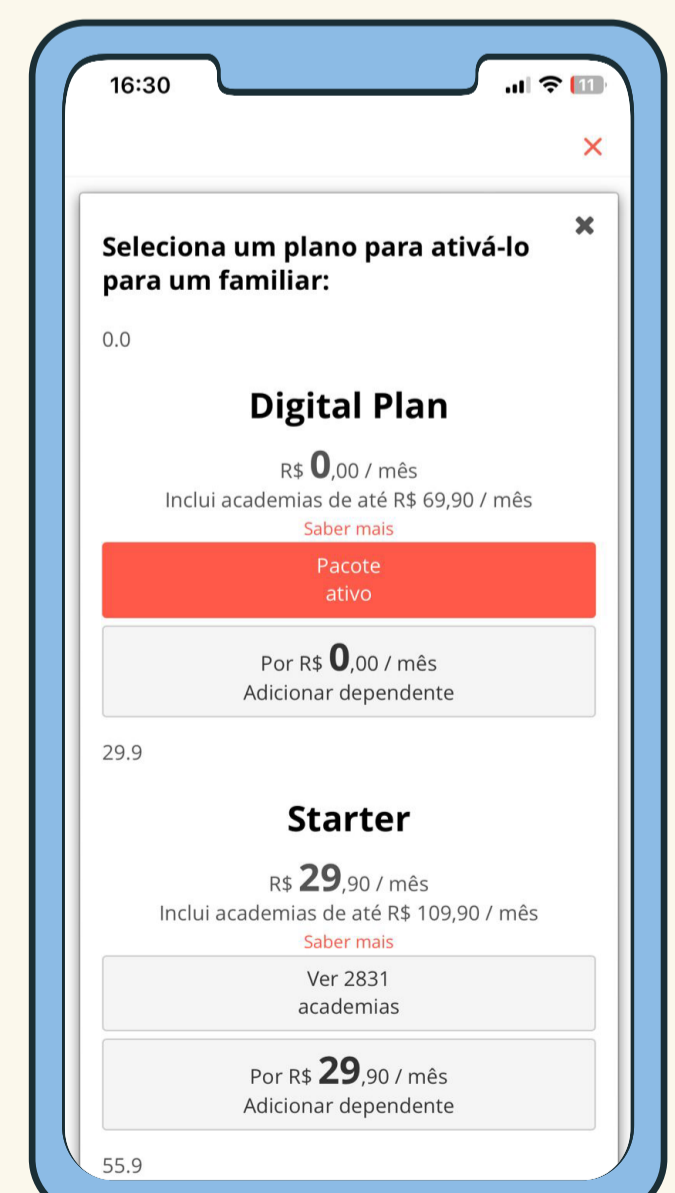 16:30
11
Seleciona um plano para ativá-lo
para um familiar:
0.0
Digital Plan
R$ 0,00 / mês
Inclui academias de até R$ 69,90 / mês
Saber mais
Pacote
ativo
Por R$ 0,00 / mês
Adicionar dependente
29.9
Starter
R$ 29,90 / mês
Inclui academias de até R$ 109,90 / mês
Saber mais
Ver 2831
academias
Por R$ 29,90 / mês
Adicionar dependente
55.9